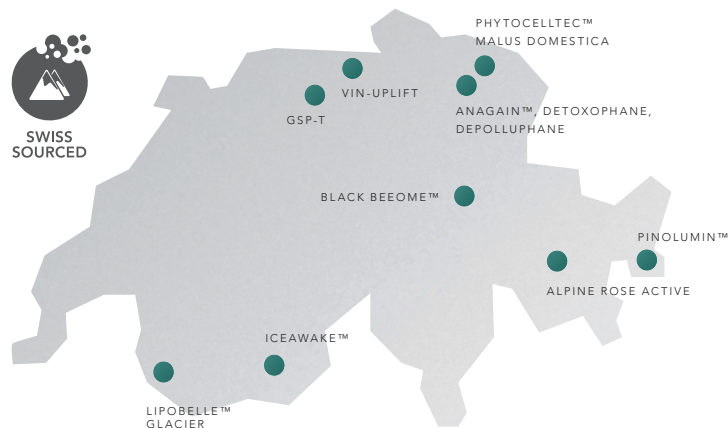 SWISS
SOURCED
PHYTOCELLTEC™
MALUS DOMESTICA
VIN-UPLIFT
GSP-T
ANAGAIN™, DETOXOPHANE,
DEPOLLUPHANE
BLACK BEEOME™
PINOLUMIN™
ALPINE ROSE ACTIVE
ICEAWAKE™
LIPOBELLE™
GLACIER